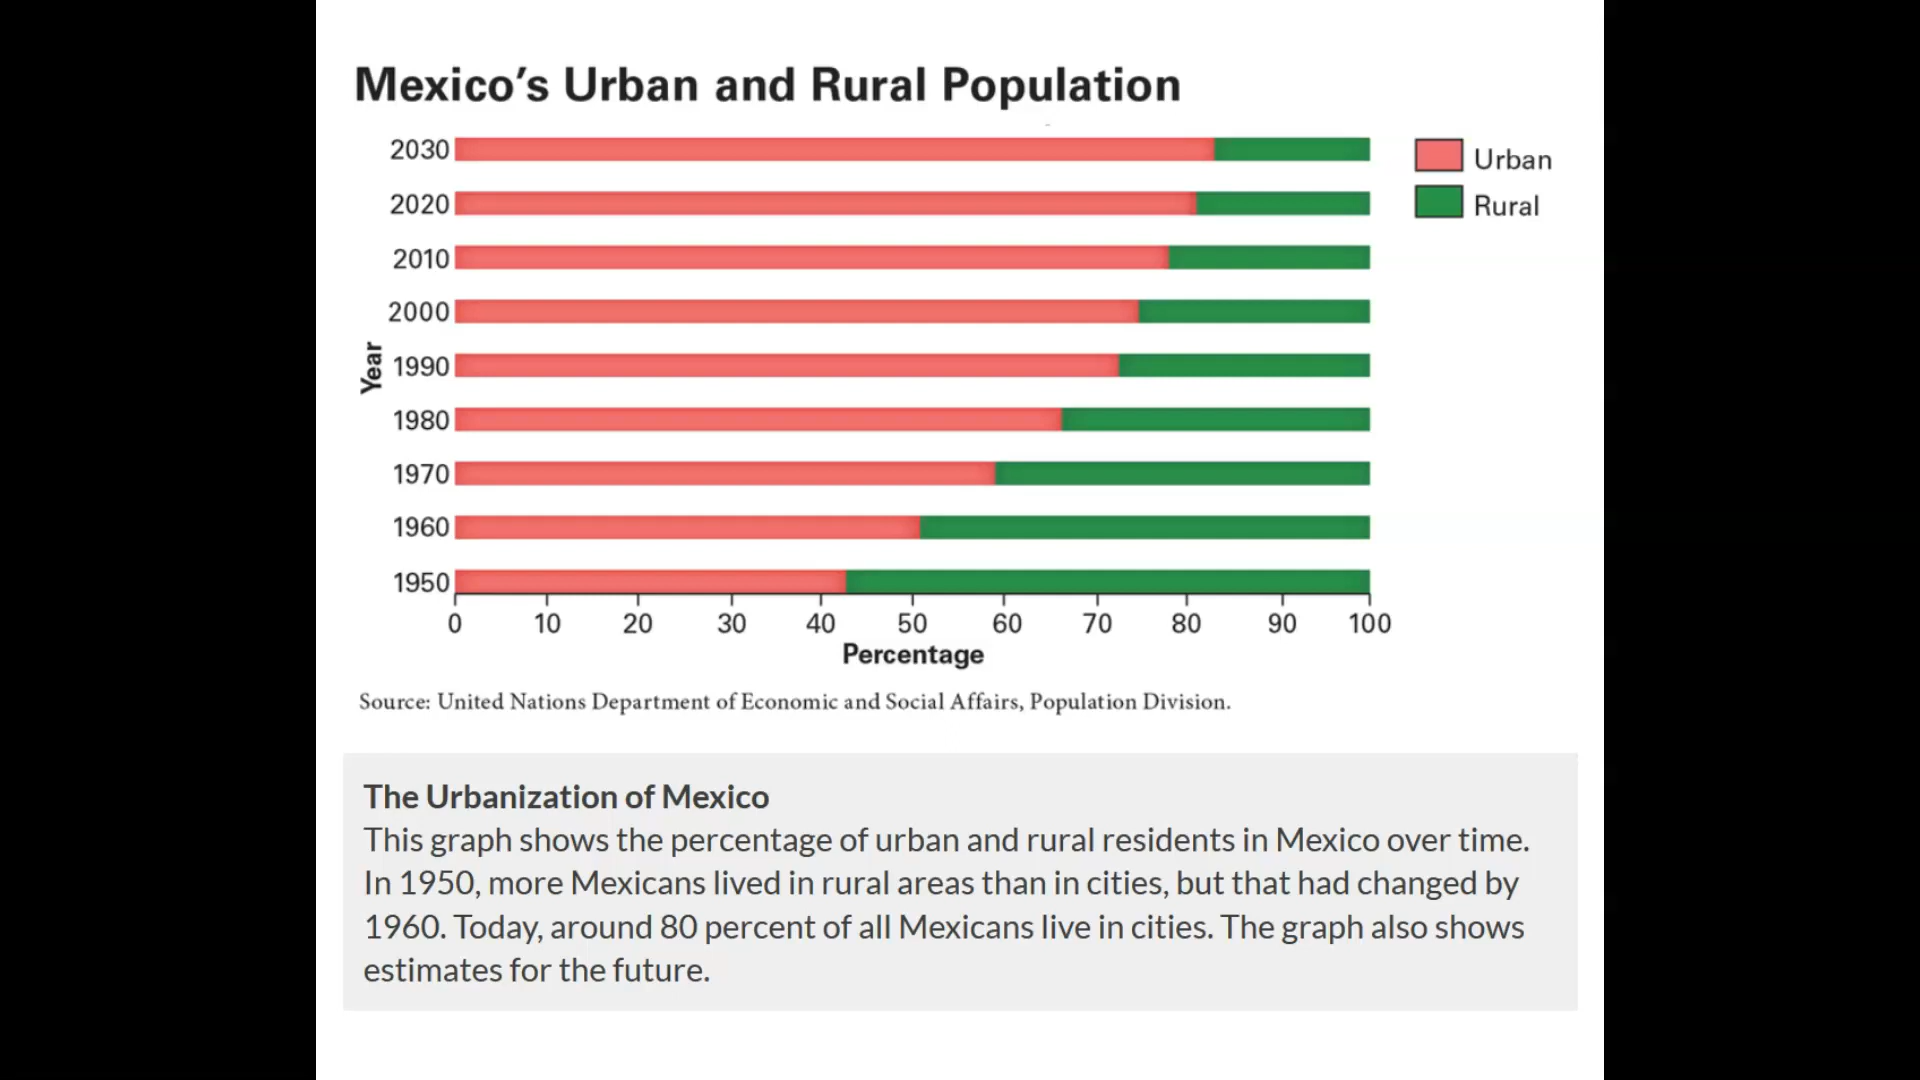 Mexico's Urban and Rural Population
2030
2020
2010
2000
1990
1980
1970
1960
1950
Year
0 10 20 30 40 50 60 70 80 90 100
Percentage
Urban
Rural
Source: United Nations Department of Economic and Social Affairs, Population Division.
The Urbanization of Mexico
This graph shows the percentage of urban and rural residents in Mexico over time.
In 1950, more Mexicans lived in rural areas than in cities, but that had changed by
1960. Today, around 80 percent of all Mexicans live in cities. The graph also shows
estimates for the future.